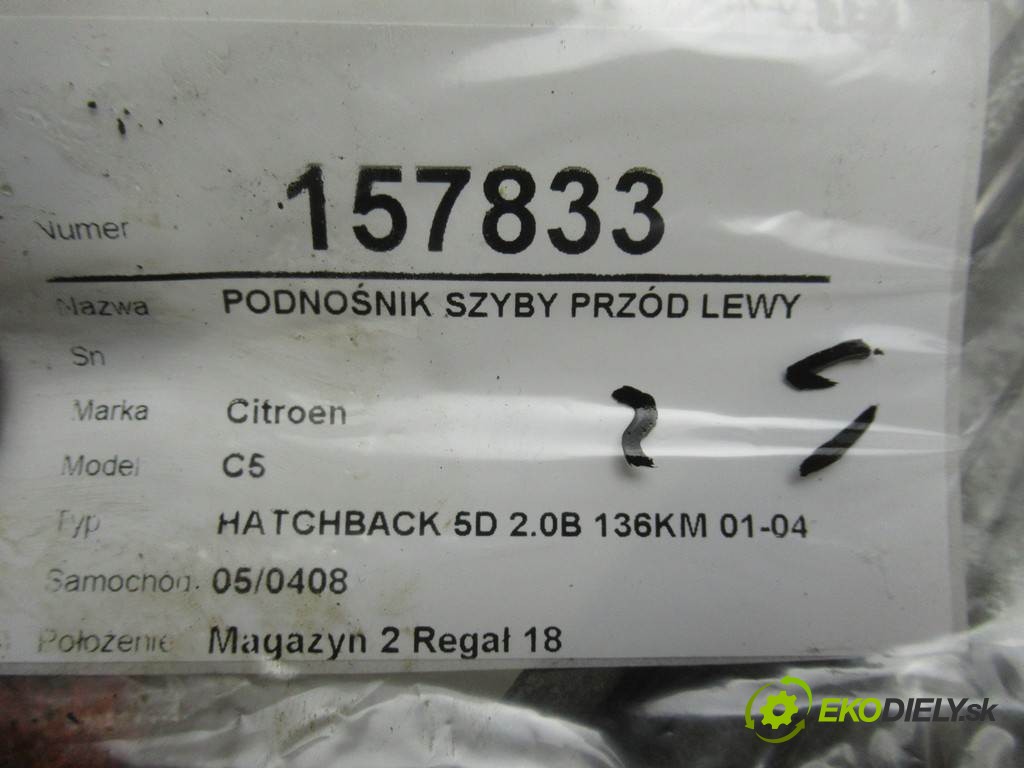 Numer 157833
Nazwa PODNOŚNIK SZYBY PRZÓD LEWY
Sn
Marka Citroen
Model C5
Typ HATCHBACK 5D 2.0B 136KM 01-04
Samochód. 05/0408
Położenie Magazyn 2 Regał 18
EKODIELY.sk